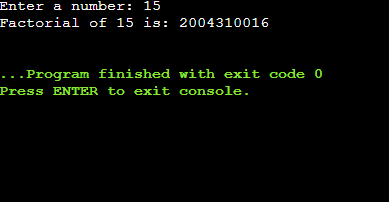 Enter a number: 15
Factorial of 15 is: 2004310016
...Program finished with exit code 0
Press ENTER to exit console.